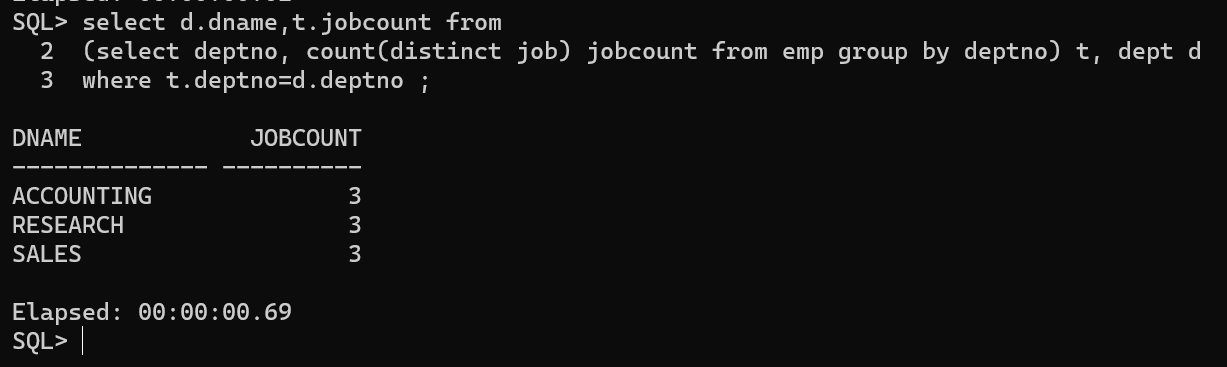 SQL> select d.dname,t.jobcount from
  2  (select deptno, count(distinct job) jobcount from emp group by deptno) t, dept d
  3  where t.deptno=d.deptno ;
DNAME            JOBCOUNT
-------------- ----------
ACCOUNTING              3
RESEARCH                3
SALES                   3
Elapsed: 00:00:00.69
SQL>